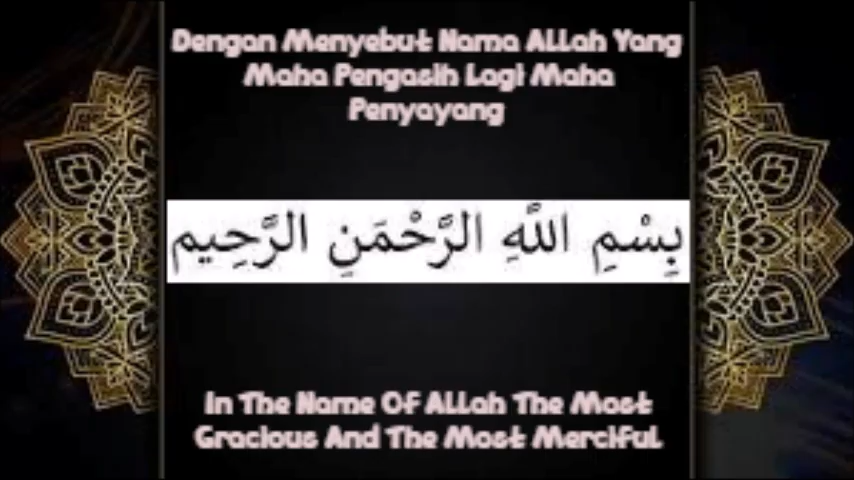 Dengan Menyebut Nama Allah Yang
Maha Pengasih Lagi Maha
Penyayang
بِسْمِ اللَّهِ الرَّحْمَنِ الرَّحِيم
In The Name Of Allah The Most
Gracious And The Most Merciful